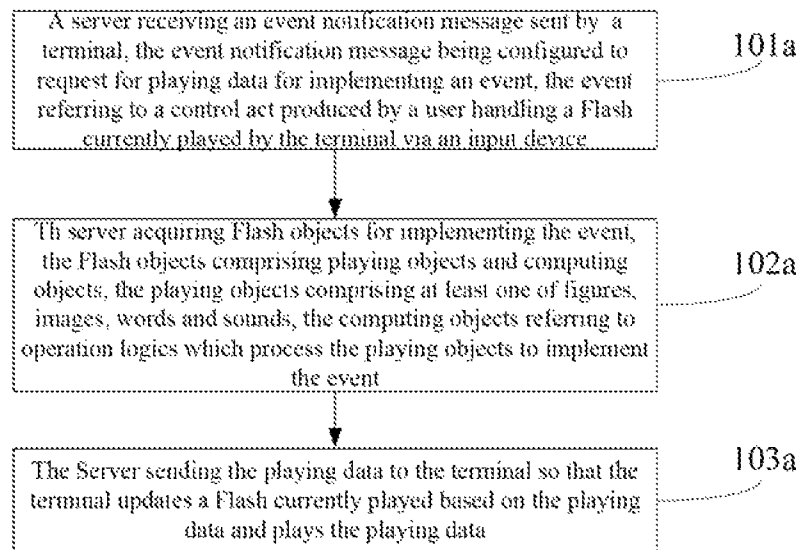 A server receiving an event notification message sent by a
terminal, the event notification message being configured to
request for playing data for implementing an event, the event
referring to a control act produced by a user handling a Flash
currently played by the terminal via an input device
101a
Th server acquiring Flash objects for implementing the event,
the Flash objects comprising playing objects and computing
objects, the playing objects comprising at least one of figures,
images, words and sounds, the computing objects referring to
operation logics which process the playing objects to implement
the event
102a
The Server sending the playing data to the terminal so that the
terminal updates a Flash currently played based on the playing
data and plays the playing data
103a